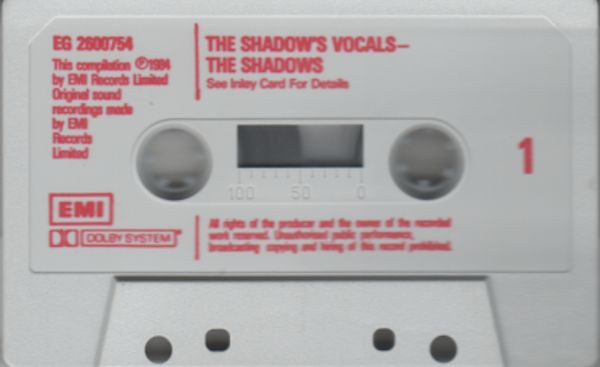 EG 2600754
This compilation ℗1984
by EMI Records Limited
Original sound
recordings made
by EMI
Records
Limited
THE SHADOW'S VOCALS—
THE SHADOWS
See Inlay Card For Details
100 50 0
1
EMI
DOLBY SYSTEM
All rights of the producer and the owner of the recorded
work reserved. Unauthorised public performance,
broadcasting copying and hiring of this record prohibited.